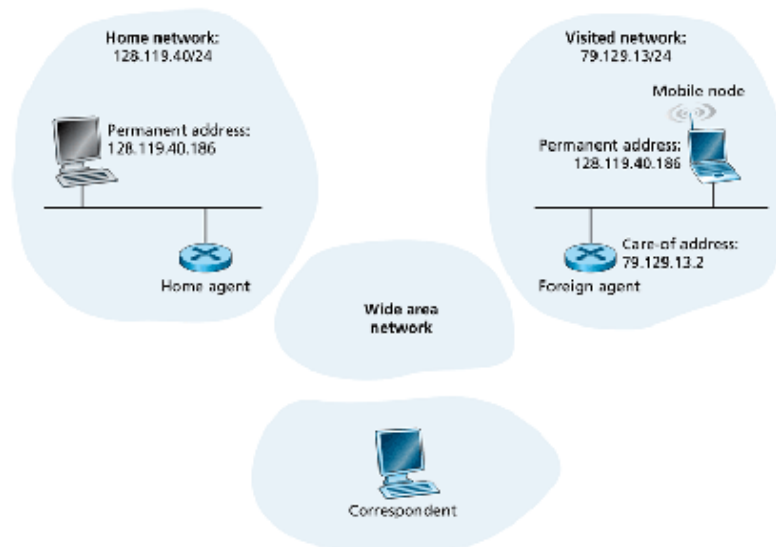 Home network:
128.119.40/24
Visited network:
79.129.13/24
Mobile node
Permanent address:
128.119.40.186
Permanent address:
128.119.40.186
Home agent
Care-of address:
79.129.13.2
Foreign agent
Wide area
network
Correspondent